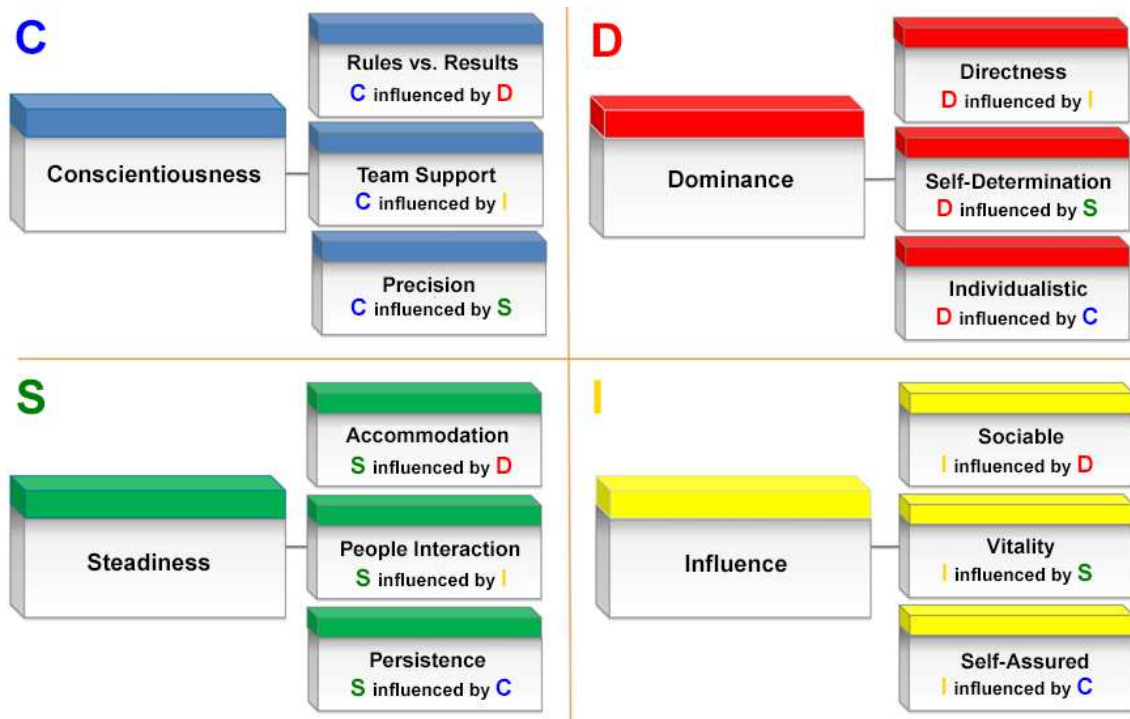 C
Conscientiousness
Rules vs. Results
C influenced by D
Team Support
C influenced by I
Precision
C influenced by S
D
Dominance
Directness
D influenced by I
Self-Determination
D influenced by S
Individualistic
D influenced by C
S
Steadiness
Accommodation
S influenced by D
People Interaction
S influenced by I
Persistence
S influenced by C
I
Influence
Sociable
I influenced by D
Vitality
I influenced by S
Self-Assured
I influenced by C